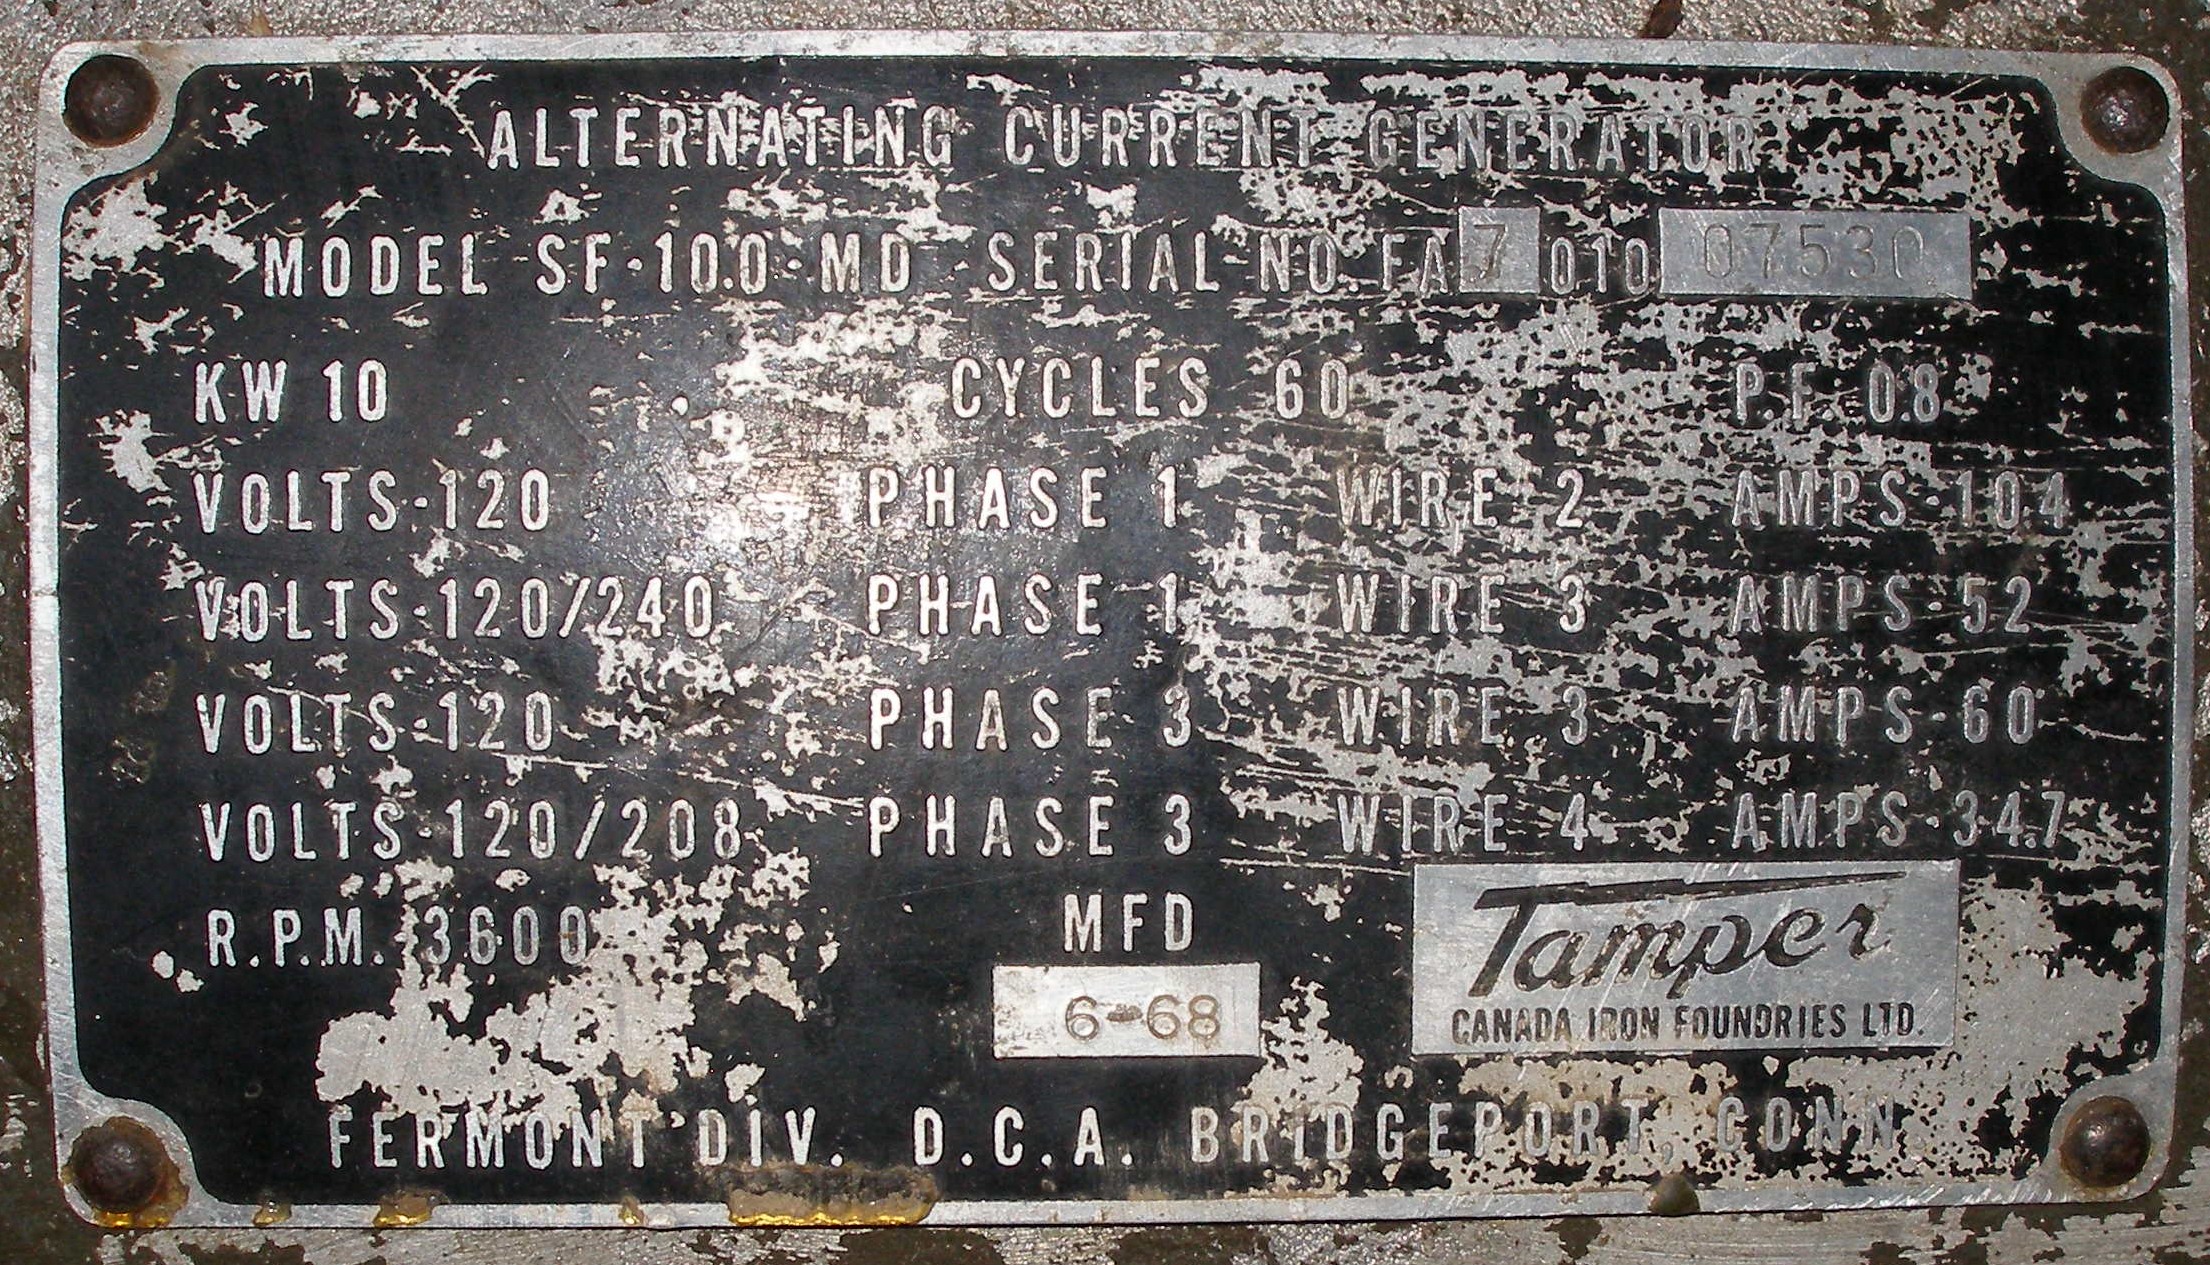 ALTERNATING CURRENT GENERATOR
MODEL SF-10.0-MD SERIAL NO. FA 7 010 07530
KW 10 CYCLES 60 P.F. 0.8
VOLTS-120 PHASE 1 WIRE 2 AMPS-104
VOLTS-120/240 PHASE 1 WIRE 3 AMPS-52
VOLTS-120 PHASE 3 WIRE 3 AMPS-60
VOLTS-120/208 PHASE 3 WIRE 4 AMPS-34.7
R.P.M. 3600 MFD
6-68
Tamper
CANADA IRON FOUNDRIES LTD.
FERMONT DIV. D.C.A. BRIDGEPORT, CONN.